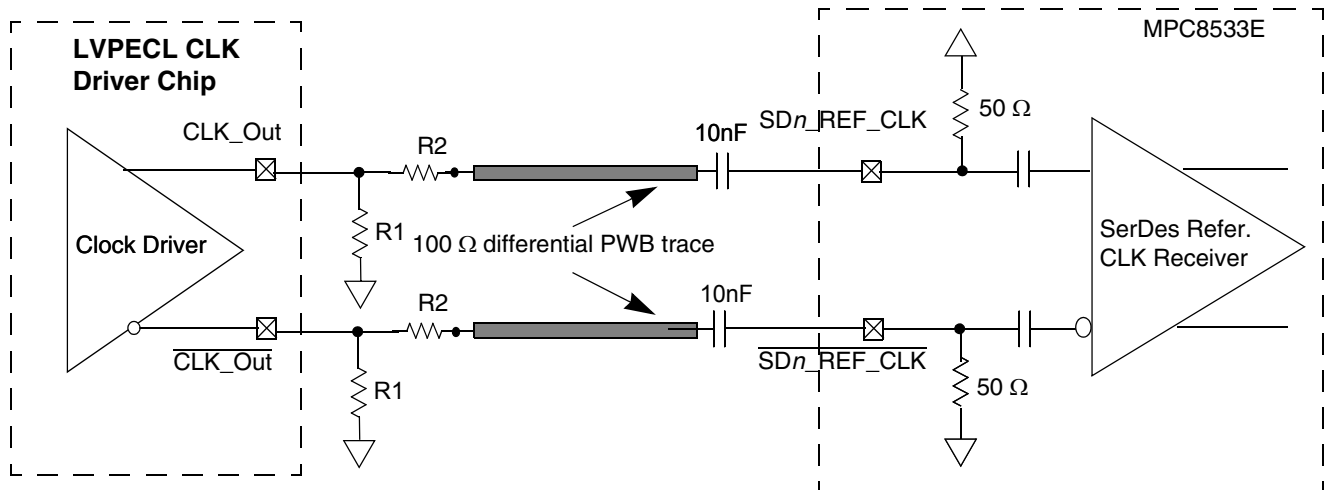 LVPECL CLK
Driver Chip
MPC8533E
CLK_Out
R2
10nF
SDn_REF_CLK
50 Ω
Clock Driver
R1
100 Ω differential PWB trace
SerDes Refer.
CLK Receiver
R2
10nF
CLK_Out
SDn_REF_CLK
R1
50 Ω